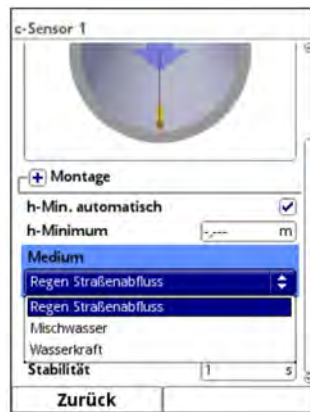 c-Sensor 1
+ Montage
h-Min. automatisch
h-Minimum -,--- m
Medium
Regen Straßenabfluss
Regen Straßenabfluss
Mischwasser
Wasserkraft
Stabilität 1 s
Zurück